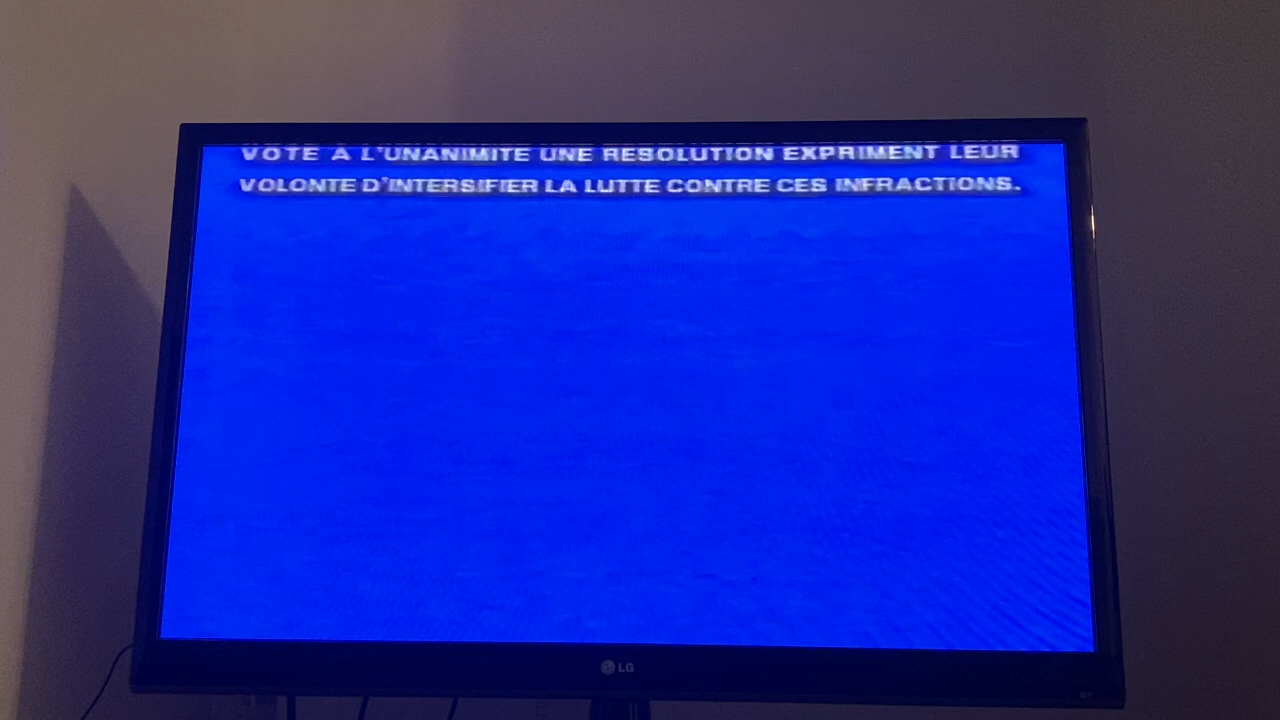 VOTE A L'UNANIMITE UNE RESOLUTION EXPRIMENT LEUR
VOLONTE D'INTERSIFIER LA LUTTE CONTRE CES INFRACTIONS.
LG